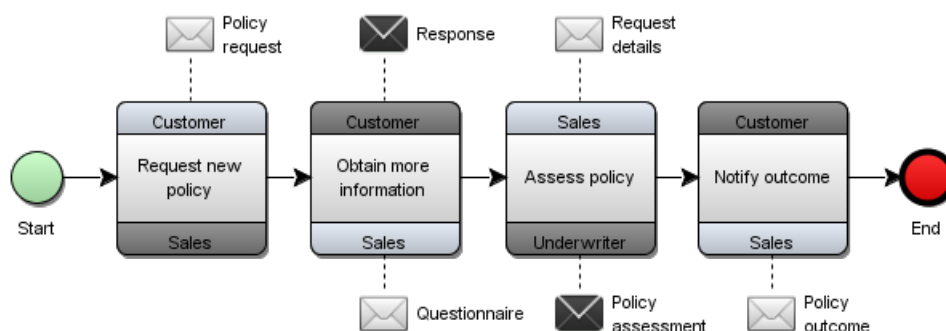 Policy
request
Response
Request
details
Customer
Customer
Sales
Customer
Request new
policy
Obtain more
information
Assess policy
Notify outcome
Start
End
Sales
Sales
Underwriter
Sales
Questionnaire
Policy
assessment
Policy
outcome